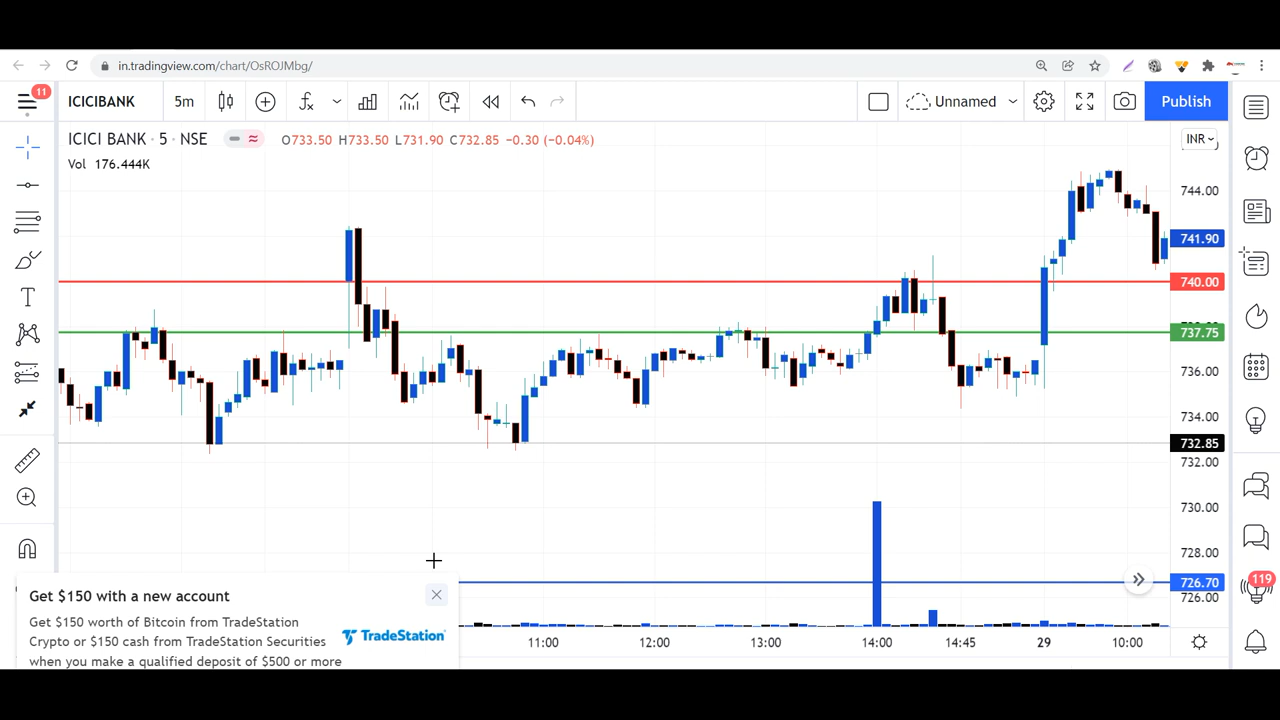 in.tradingview.com/chart/OsROJMbg/
11
ICICIBANK
5m
Unnamed
Publish
ICICI BANK · 5 · NSE
O733.50 H733.50 L731.90 C732.85 −0.30 (−0.04%)
INR
Vol 176.444K
744.00
741.90
740.00
737.75
736.00
734.00
732.85
732.00
730.00
728.00
726.70
726.00
119
Get $150 with a new account
Get $150 worth of Bitcoin from TradeStation
Crypto or $150 cash from TradeStation Securities
when you make a qualified deposit of $500 or more
TradeStation
11:00 12:00 13:00 14:00 14:45 29 10:00